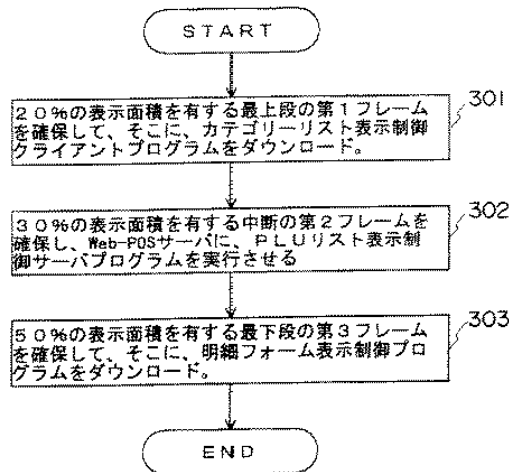 START
20%の表示面積を有する最上段の第1フレーム
を確保して、そこに、カテゴリーリスト表示制御
クライアントプログラムをダウンロード。
301
30%の表示面積を有する中断の第2フレームを
確保し、Web-POSサーバに、PLUリスト表示制
御サーバプログラムを実行させる
302
50%の表示面積を有する最下段の第3フレーム
を確保して、そこに、明細フォーム表示制御プロ
グラムをダウンロード。
303
END